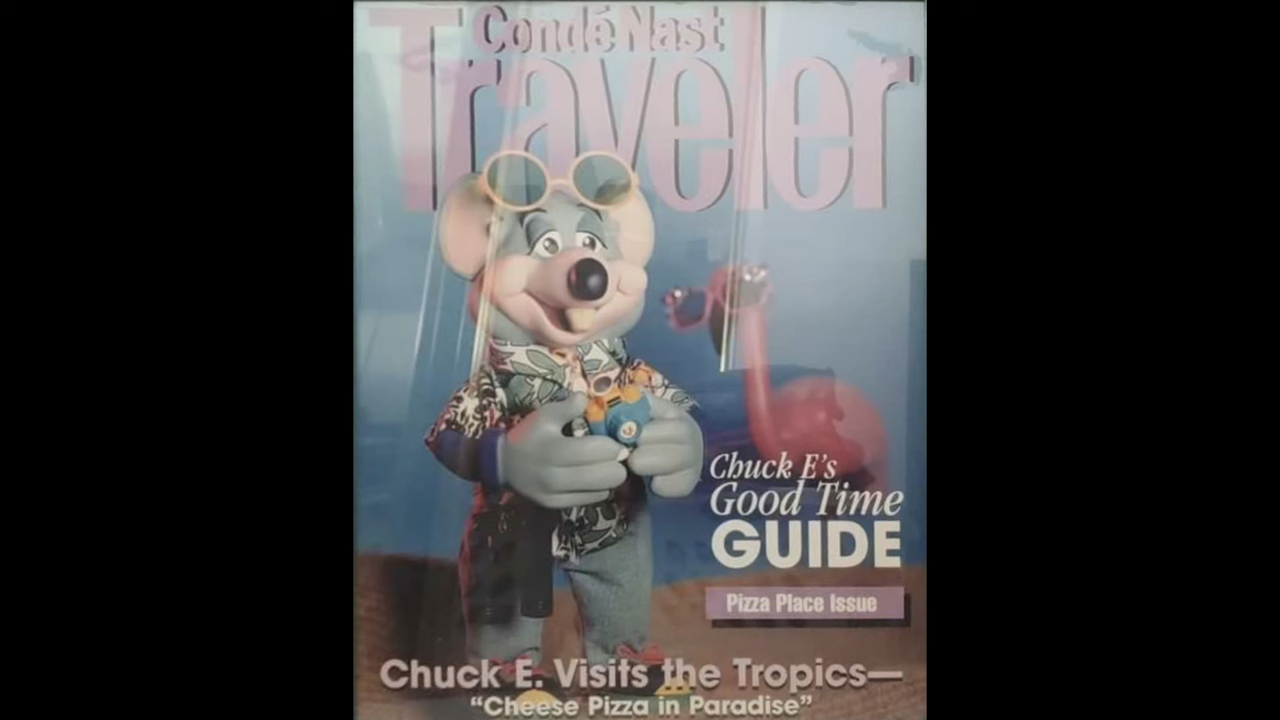 Condé Nast
Traveler
Chuck E's
Good Time
GUIDE
Pizza Place Issue
Chuck E. Visits the Tropics—
"Cheese Pizza in Paradise"